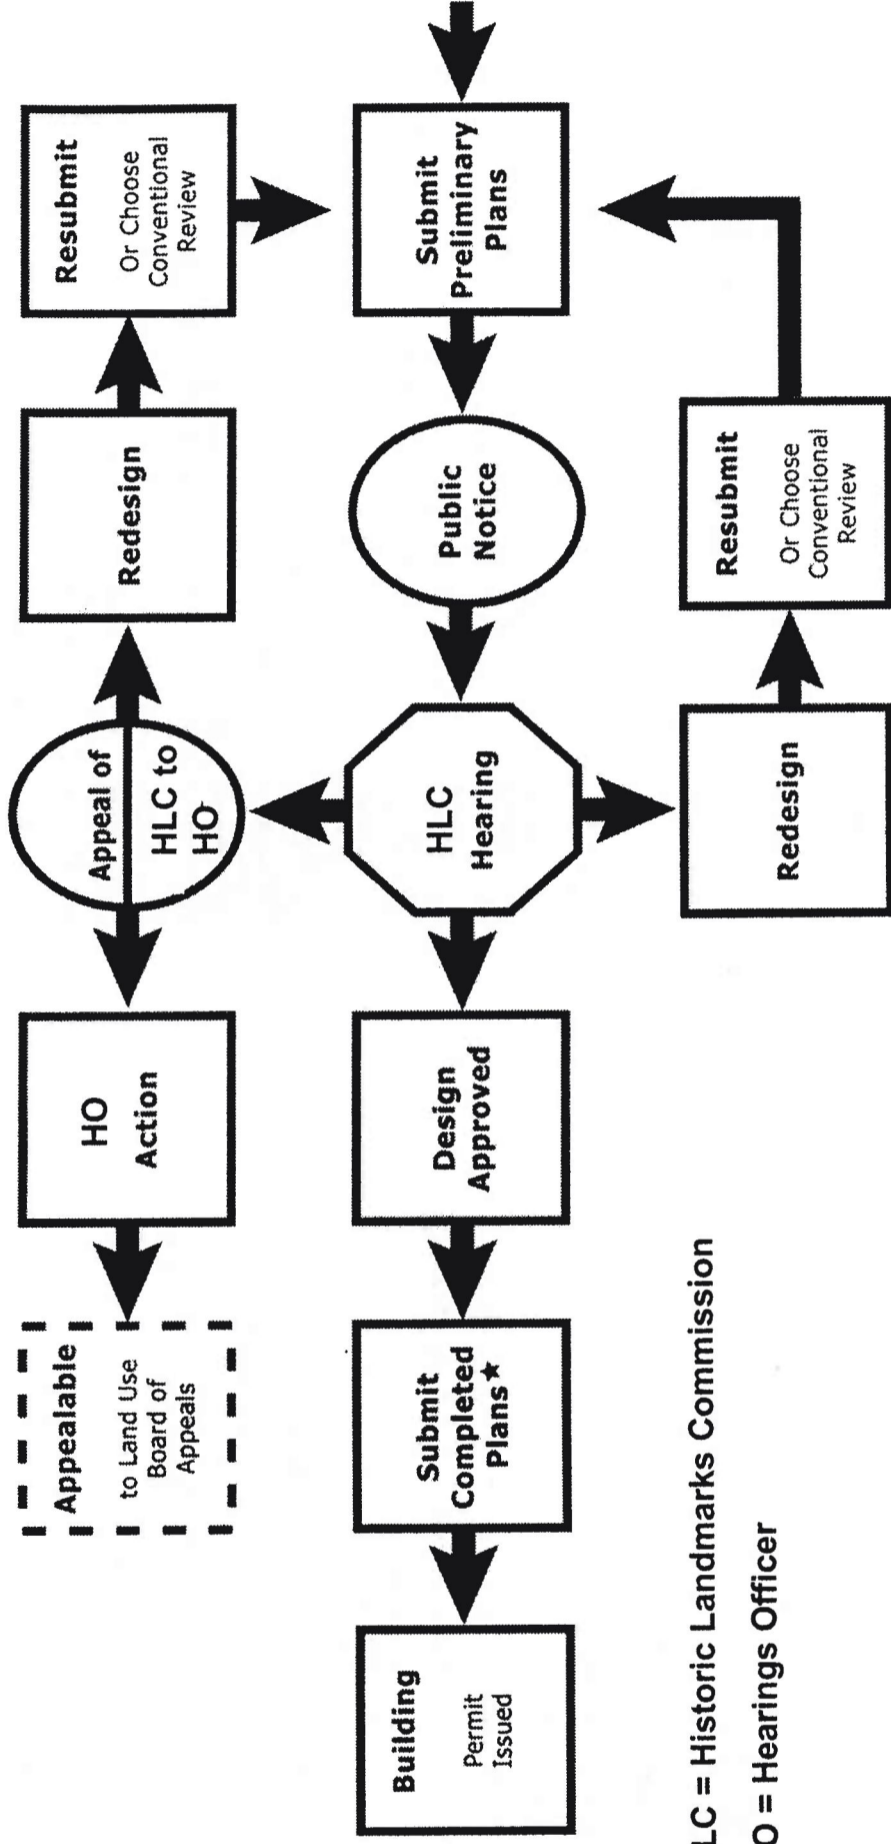 Appealable
to Land Use
Board of
Appeals
HO
Action
Appeal of
HLC to
HO
Redesign
Resubmit
Or Choose
Conventional
Review
Building
Permit
Issued
Submit
Completed
Plans★
Design
Approved
HLC
Hearing
Public
Notice
Submit
Preliminary
Plans
Redesign
Resubmit
Or Choose
Conventional
Review
LC = Historic Landmarks Commission
O = Hearings Officer